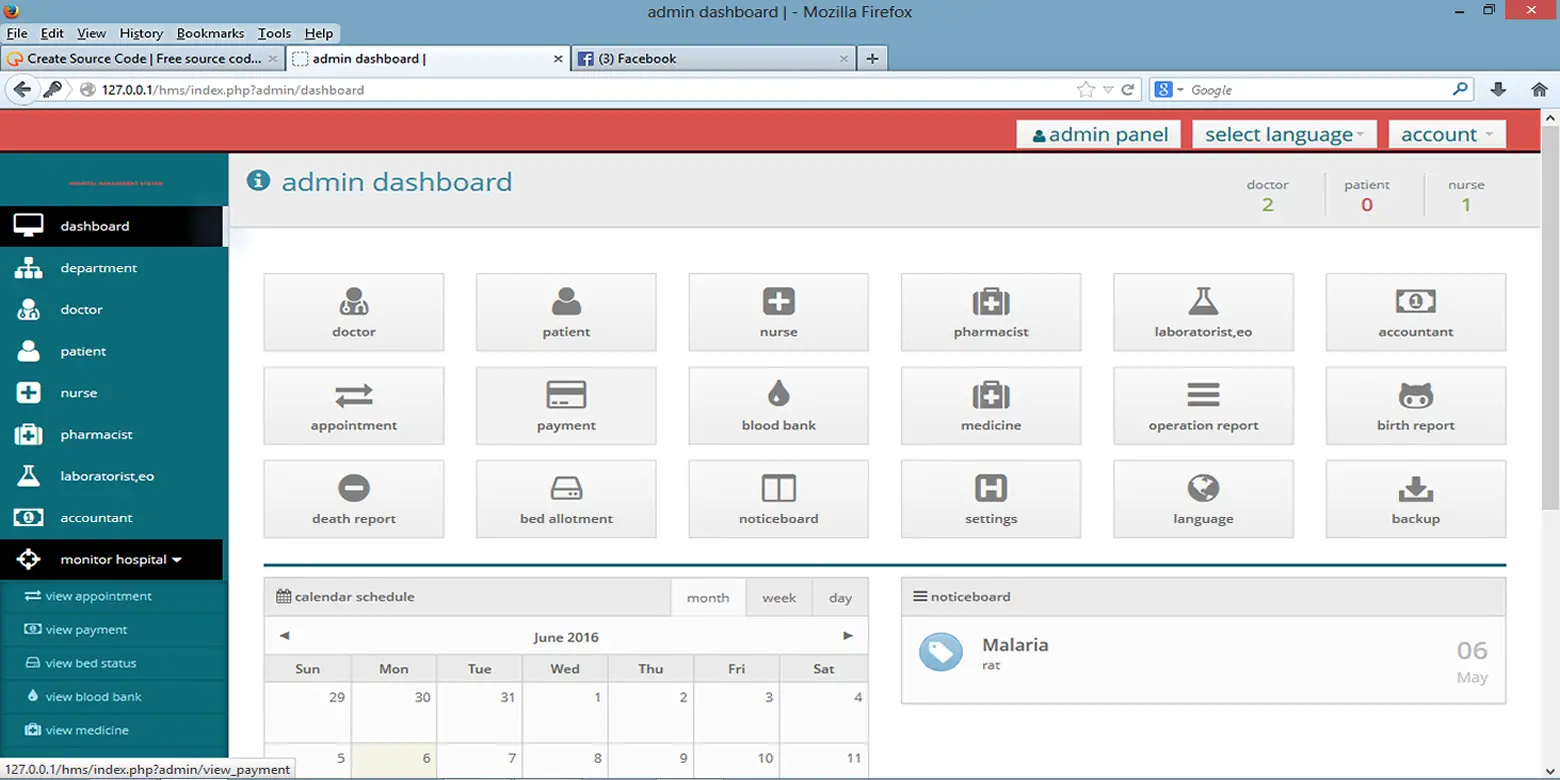 admin dashboard | - Mozilla Firefox
File Edit View History Bookmarks Tools Help
Create Source Code | Free source cod... × admin dashboard | × (3) Facebook × +
127.0.0.1/hms/index.php?admin/dashboard Google
admin panel select language account
HOSPITAL MANAGEMENT SYSTEM
admin dashboard
doctor patient nurse
2 0 1
dashboard
department
doctor
patient
nurse
pharmacist
laboratorist,eo
accountant
monitor hospital
view appointment
view payment
view bed status
view blood bank
view medicine
doctor patient nurse pharmacist laboratorist,eo accountant
appointment payment blood bank medicine operation report birth report
death report bed allotment noticeboard settings language backup
calendar schedule month week day
June 2016
Sun Mon Tue Wed Thu Fri Sat
29 30 31 1 2 3 4
5 6 7 8 9 10 11
noticeboard
Malaria
rat
06
May
127.0.0.1/hms/index.php?admin/view_payment